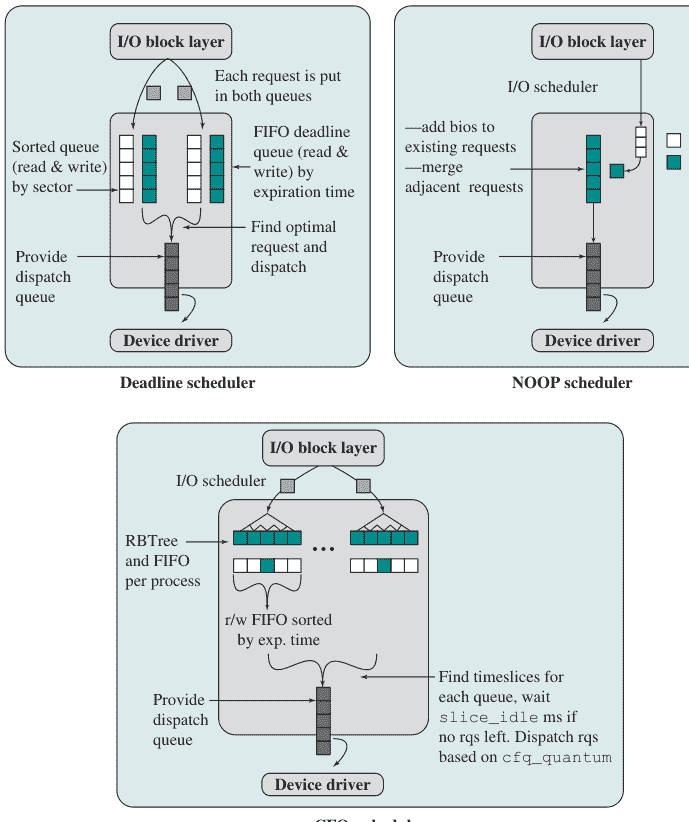 I/O block layer
Each request is put
in both queues
Sorted queue
(read & write)
by sector
FIFO deadline
queue (read &
write) by
expiration time
Find optimal
request and
dispatch
Provide
dispatch
queue
Device driver
Deadline scheduler
I/O block layer
I/O scheduler
—add bios to
existing requests
—merge
adjacent requests
Provide
dispatch
queue
Device driver
NOOP scheduler
I/O block layer
I/O scheduler
RBTree
and FIFO
per process
...
r/w FIFO sorted
by exp. time
Provide
dispatch
queue
Find timeslices for
each queue, wait
slice_idle ms if
no rqs left. Dispatch rqs
based on cfq_quantum
Device driver